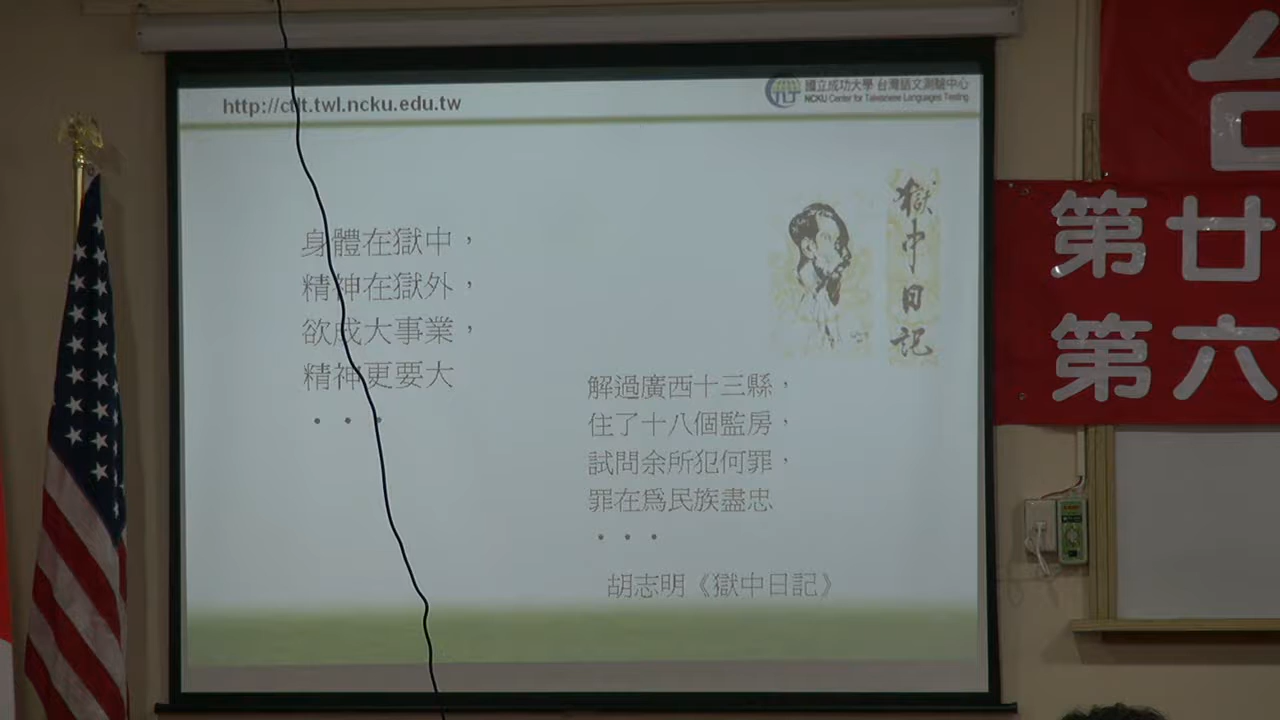 http://ctlt.twl.ncku.edu.tw
國立成功大學 台灣語文測驗中心
NCKU Center for Taiwanese Languages Testing
身體在獄中，
精神在獄外，
欲成大事業，
精神更要大
・・・
獄中日記
解過廣西十三縣，
住了十八個監房，
試問余所犯何罪，
罪在為民族盡忠
・・・
胡志明《獄中日記》
台
第廿
第六